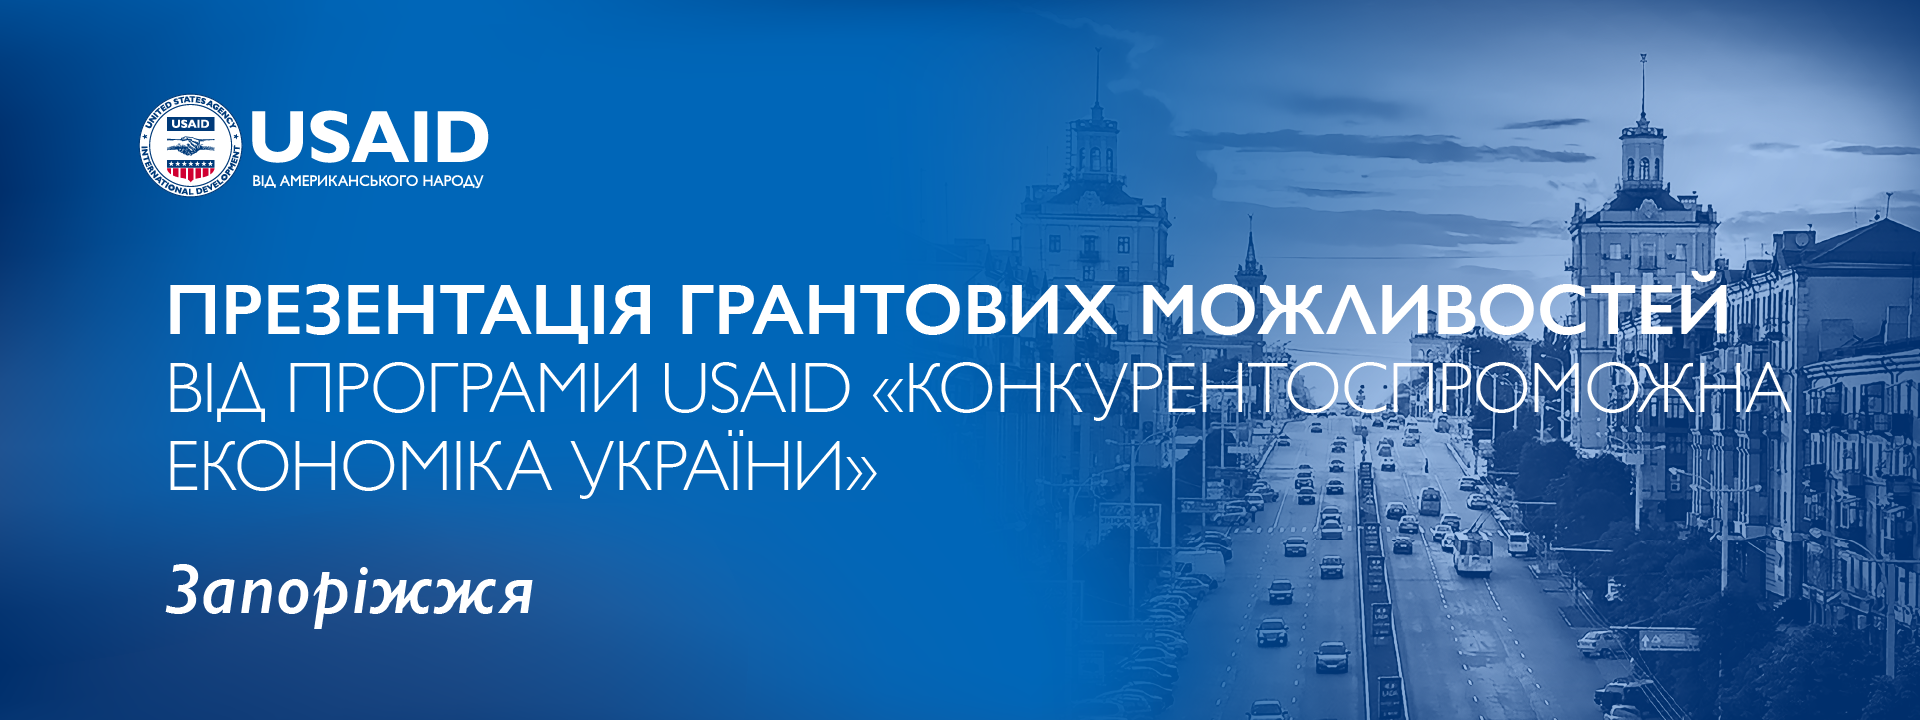 UNITED STATES AGENCY
USAID
INTERNATIONAL DEVELOPMENT
USAID
ВІД АМЕРИКАНСЬКОГО НАРОДУ
ПРЕЗЕНТАЦІЯ ГРАНТОВИХ МОЖЛИВОСТЕЙ
ВІД ПРОГРАМИ USAID «КОНКУРЕНТОСПРОМОЖНА
ЕКОНОМІКА УКРАЇНИ»
Запоріжжя
LADA